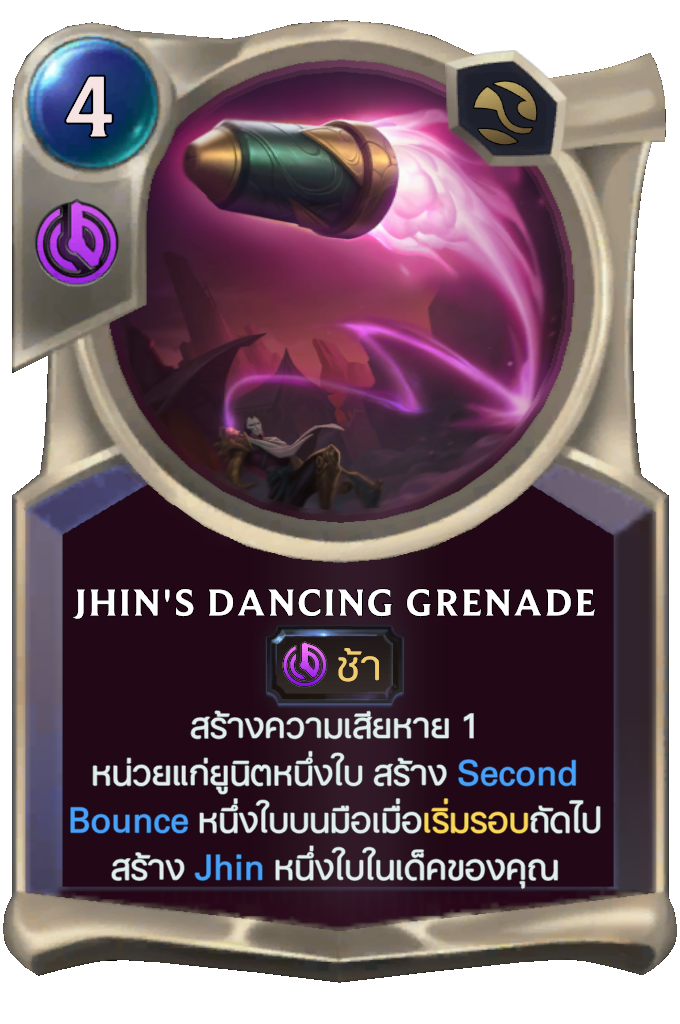 4
JHIN'S DANCING GRENADE
ช้า
สร้างความเสียหาย 1
หน่วยแก่ยูนิตหนึ่งใบ สร้าง Second
Bounce หนึ่งใบบนมือเมื่อเริ่มรอบถัดไป
สร้าง Jhin หนึ่งใบในเด็คของคุณ